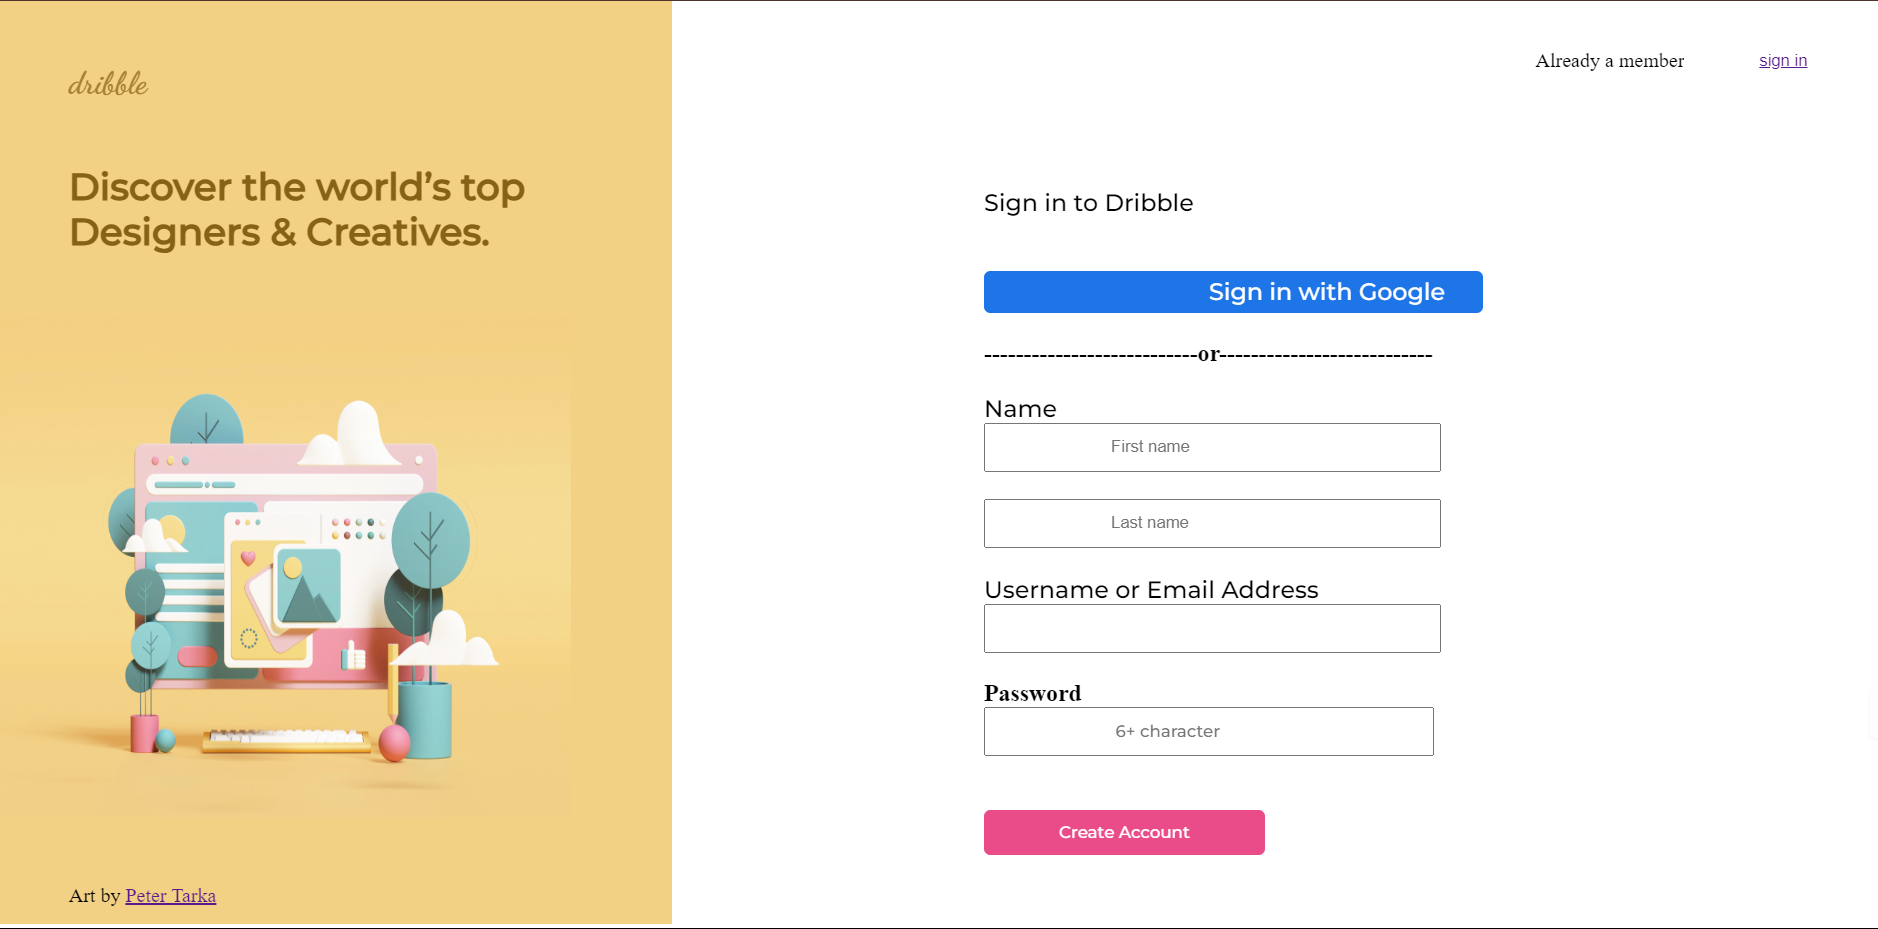 dribble
Discover the world’s top
Designers & Creatives.
Art by Peter Tarka
Already a member sign in
Sign in to Dribble
Sign in with Google
---------------------------or---------------------------
Name
First name
Last name
Username or Email Address
Password
6+ character
Create Account